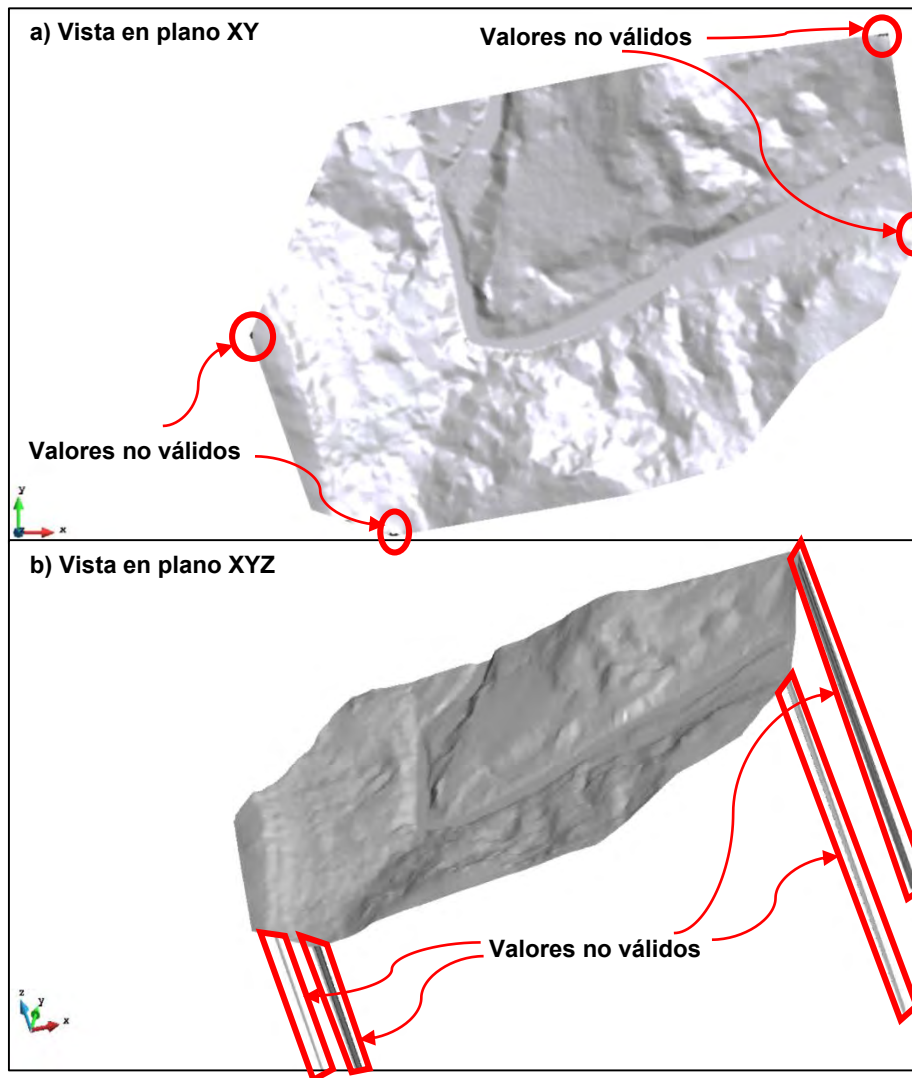 a) Vista en plano XY
Valores no válidos
Valores no válidos
y
x
b) Vista en plano XYZ
Valores no válidos
z
y
x